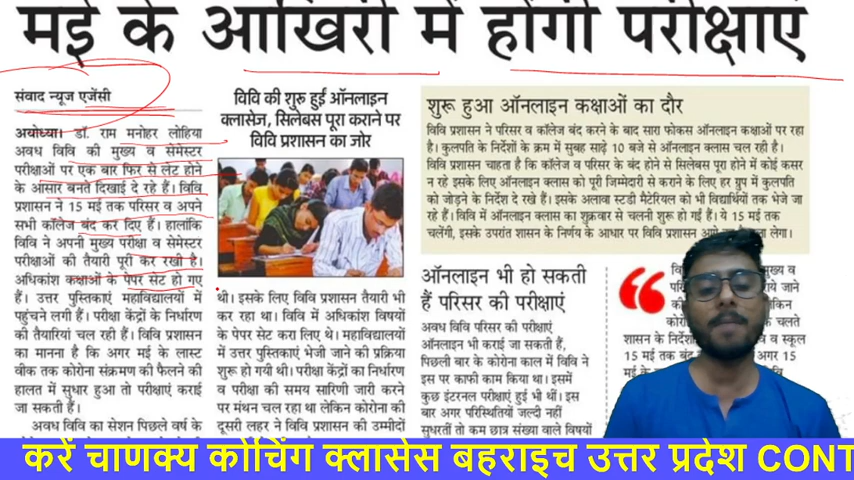 मई के आखिरी में होंगी परीक्षाएं
संवाद न्यूज एजेंसी
अयोध्या। डॉ. राम मनोहर लोहिया
अवध विवि की मुख्य व सेमेस्टर
परीक्षाओं पर एक बार फिर से लेट होने
के आसार बनते दिखाई दे रहे हैं। विवि
प्रशासन ने 15 मई तक परिसर व अपने
सभी कॉलेज बंद कर दिए हैं। हालांकि
विवि ने अपनी मुख्य परीक्षा व सेमेस्टर
परीक्षाओं की तैयारी पूरी कर रखी है।
अधिकांश कक्षाओं के पेपर सेट हो गए
हैं। उत्तर पुस्तिकाएं महाविद्यालयों में
पहुंचने लगी हैं। परीक्षा केंद्रों के निर्धारण
की तैयारियां चल रही हैं। विवि प्रशासन
का मानना है कि अगर मई के लास्ट
वीक तक कोरोना संक्रमण की फैलने की
हालत में सुधार हुआ तो परीक्षाएं कराई
जा सकती हैं।
अवध विवि का सेशन पिछले वर्ष के
विवि की शुरू हुई ऑनलाइन
क्लासेज, सिलेबस पूरा कराने पर
विवि प्रशासन का जोर
थी। इसके लिए विवि प्रशासन तैयारी भी
कर रहा था। विवि में अधिकांश विषयों
के पेपर सेट करा लिए थे। महाविद्यालयों
में उत्तर पुस्तिकाएं भेजी जाने की प्रक्रिया
शुरू हो गयी थी। परीक्षा केंद्रों का निर्धारण
व परीक्षा की समय सारिणी जारी करने
पर मंथन चल रहा था लेकिन कोरोना की
दूसरी लहर ने विवि प्रशासन की उम्मीदों
शुरू हुआ ऑनलाइन कक्षाओं का दौर
विवि प्रशासन ने परिसर व कॉलेज बंद करने के बाद सारा फोकस ऑनलाइन कक्षाओं पर रहा
है। कुलपति के निर्देशों के क्रम में सुबह साढ़े 10 बजे से ऑनलाइन क्लास चल रही है।
विवि प्रशासन चाहता है कि कॉलेज व परिसर के बंद होने से सिलेबस पूरा होने में कोई कसर
न रहे इसके लिए ऑनलाइन क्लास को पूरी जिम्मेदारी से कराने के लिए हर ग्रुप में कुलपति
को जोड़ने के निर्देश दे रखे हैं। इसके अलावा स्टडी मैटेरियल को भी विद्यार्थियों तक भेजे जा
रहे हैं। विवि में ऑनलाइन क्लास का शुक्रवार से चलनी शुरू हो गई हैं। ये 15 मई तक
चलेंगी, इसके उपरांत शासन के निर्णय के आधार पर विवि प्रशासन लेगा।
ऑनलाइन भी हो सकती
हैं परिसर की परीक्षाएं
अवध विवि परिसर की परीक्षाएं
ऑनलाइन भी कराई जा सकती हैं,
पिछली बार के कोरोना काल में विवि ने
इस पर काफी काम किया था। इसमें
कुछ इंटरनल परीक्षाएं हुई भी थीं। इस
बार अगर परिस्थितियां जल्दी नहीं
सुधरतीं तो कम छात्र संख्या वाले विषयों
मुख्य व
जाने
चलते
शासन के व स्कूल
15 मई तक अगर 15
करें चाणक्य कोचिंग क्लासेस बहराइच उत्तर प्रदेश CONT